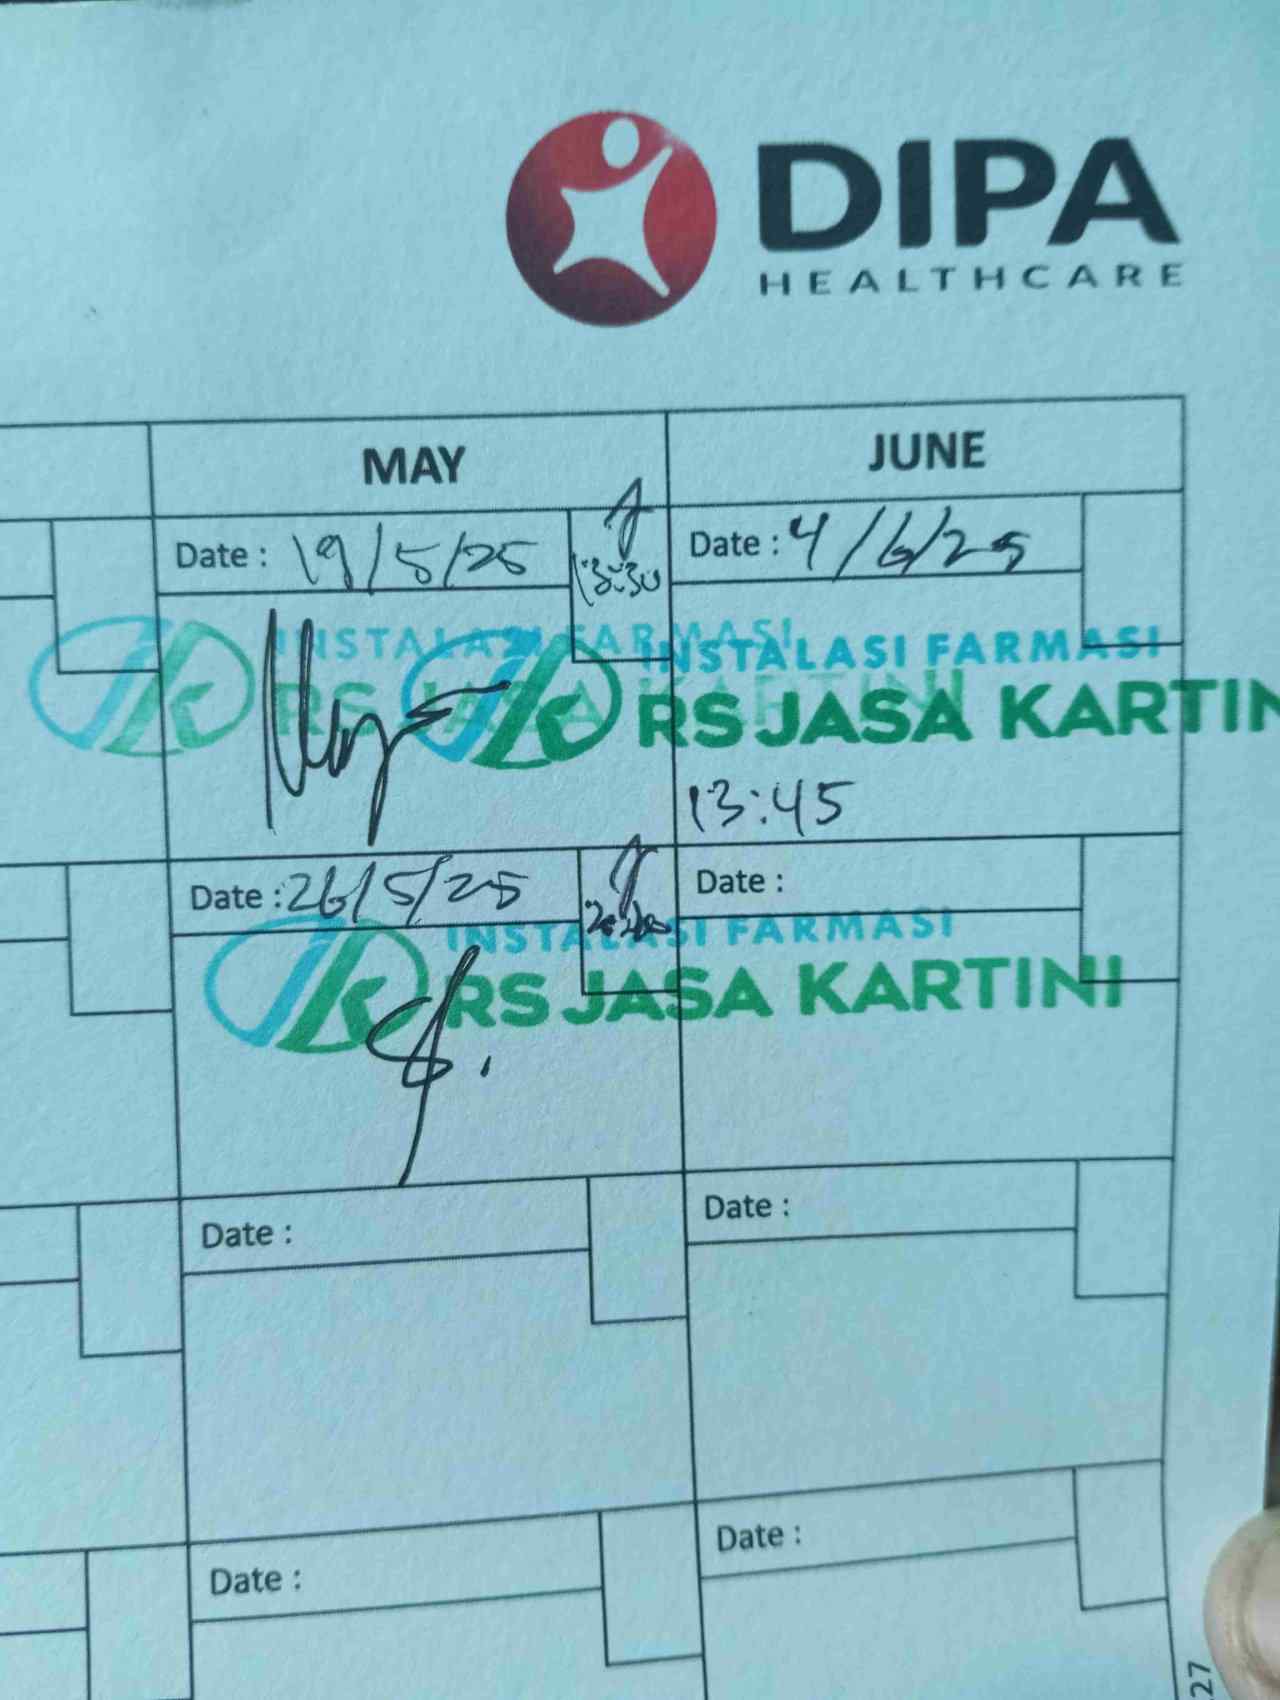 DIPA
HEALTHCARE
MAY
JUNE
Date : 19/5/25
13:30
Date : 4/6/25
INSTALASI FARMASI
RS JASA KARTINI
INSTALASI FARMASI
RS JASA KARTINI
13:45
Date : 26/5/25
Date :
INSTALASI FARMASI
RS JASA KARTINI
Date :
Date :
Date :
Date :
27